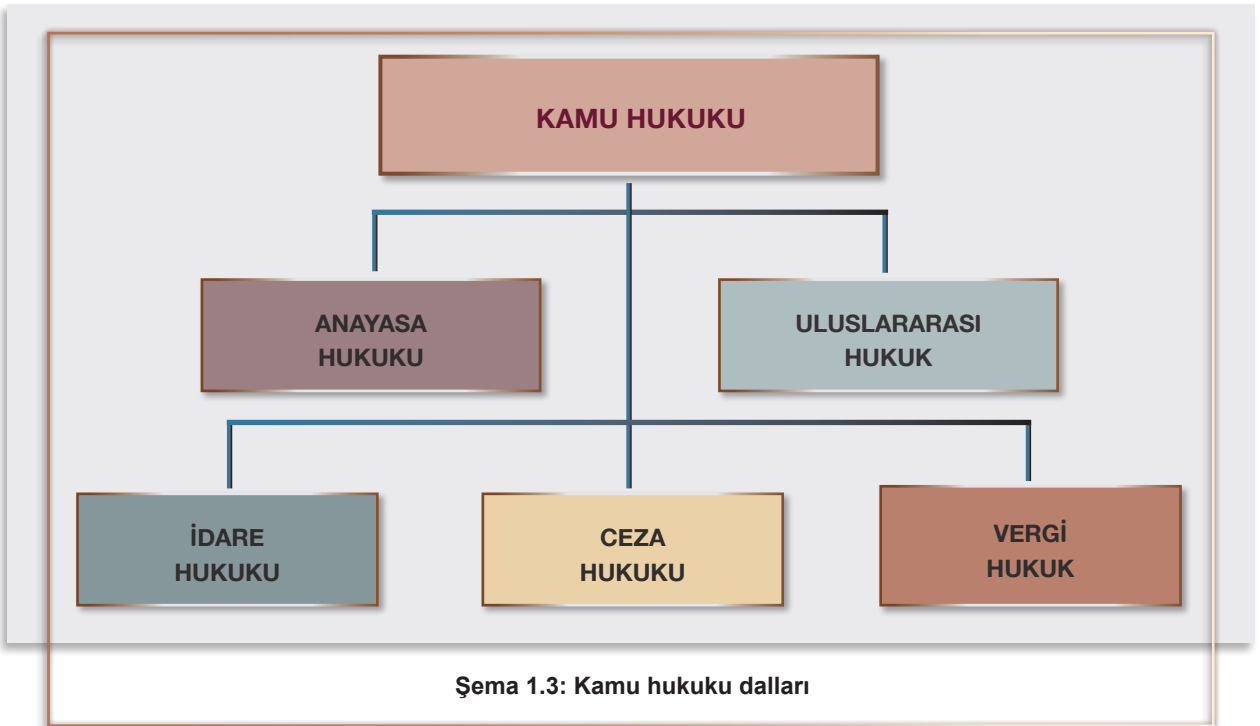 KAMU HUKUKU
ANAYASA
HUKUKU
ULUSLARARASI
HUKUK
İDARE
HUKUKU
CEZA
HUKUKU
VERGİ
HUKUK
Şema 1.3: Kamu hukuku dalları